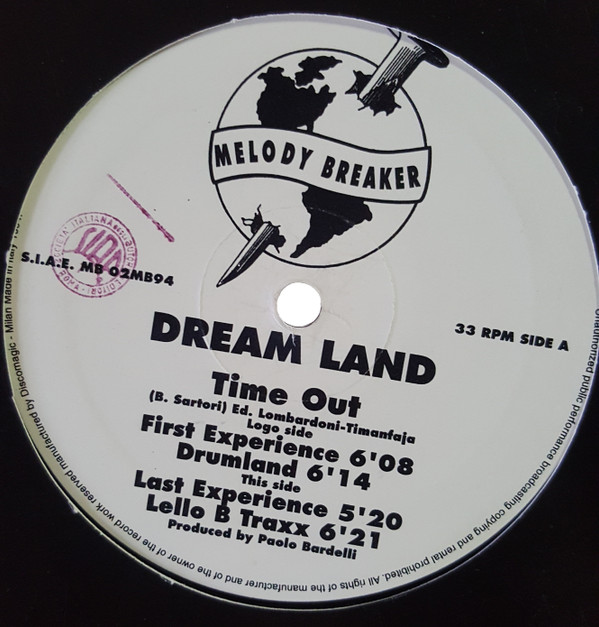 MELODY BREAKER
S.I.A.E. MB 02MB94
33 RPM SIDE A
DREAM LAND
Time Out
(B. Sartori) Ed. Lombardoni-Timanfaja
Logo side
First Experience 6'08
Drumland 6'14
This side
Last Experience 5'20
Lello B Traxx 6'21
Produced by Paolo Bardelli
Unauthorized public performance broadcasting copying and rental prohibited. All rights of the manufacturer and of the owner of the record work reserved manufactured by Discomagic - Milan Made in Italy